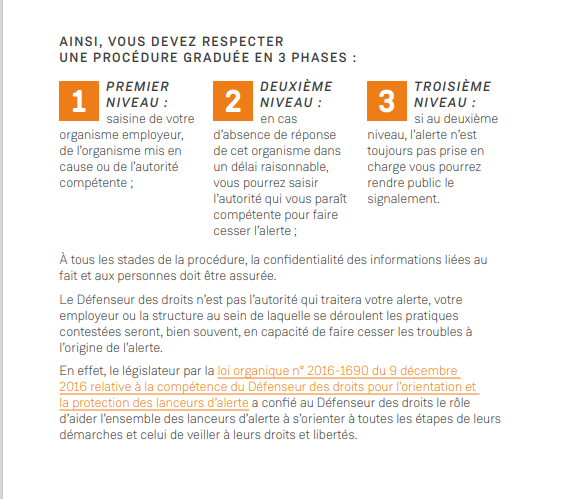 AINSI, VOUS DEVEZ RESPECTER
UNE PROCÉDURE GRADUÉE EN 3 PHASES :
1
PREMIER
NIVEAU :
saisine de votre
organisme employeur,
de l'organisme mis en
cause ou de l'autorité
compétente ;
2
DEUXIÈME
NIVEAU :
en cas
d'absence de réponse
de cet organisme dans
un délai raisonnable,
vous pourrez saisir
l'autorité qui vous paraît
compétente pour faire
cesser l'alerte ;
3
TROISIÈME
NIVEAU :
si au deuxième
niveau, l'alerte n'est
toujours pas prise en
charge vous pourrez
rendre public le
signalement.
À tous les stades de la procédure, la confidentialité des informations liées au
fait et aux personnes doit être assurée.
Le Défenseur des droits n'est pas l'autorité qui traitera votre alerte, votre
employeur ou la structure au sein de laquelle se déroulent les pratiques
contestées seront, bien souvent, en capacité de faire cesser les troubles à
l'origine de l'alerte.
En effet, le législateur par la loi organique n° 2016-1690 du 9 décembre
2016 relative à la compétence du Défenseur des droits pour l'orientation et
la protection des lanceurs d'alerte a confié au Défenseur des droits le rôle
d'aider l'ensemble des lanceurs d'alerte à s'orienter à toutes les étapes de leurs
démarches et celui de veiller à leurs droits et libertés.